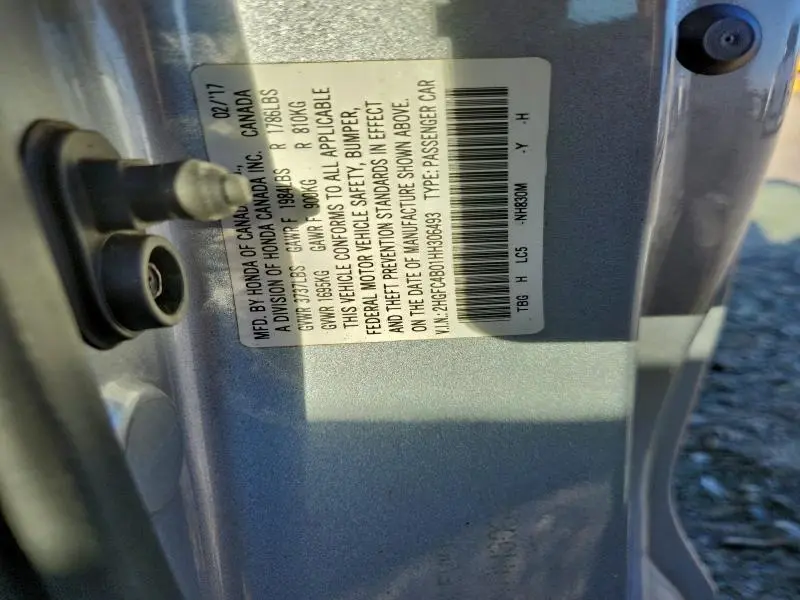 MFD. BY HONDA OF CANADA 02/'17
A DIVISION OF HONDA CANADA INC. CANADA
GVWR 3737LBS GAWR F 1984LBS R 1786LBS
GVWR 1695KG GAWR 900KG R 810KG
THIS VEHICLE CONFORMS TO ALL APPLICABLE
FEDERAL MOTOR VEHICLE SAFETY, BUMPER,
AND THEFT PREVENTION STANDARDS IN EFFECT
ON THE DATE OF MANUFACTURE SHOWN ABOVE.
V.I.N.: 2HGFC4B01HH306493 TYPE: PASSENGER CAR
TBG H LC5 -NH830M -Y -H